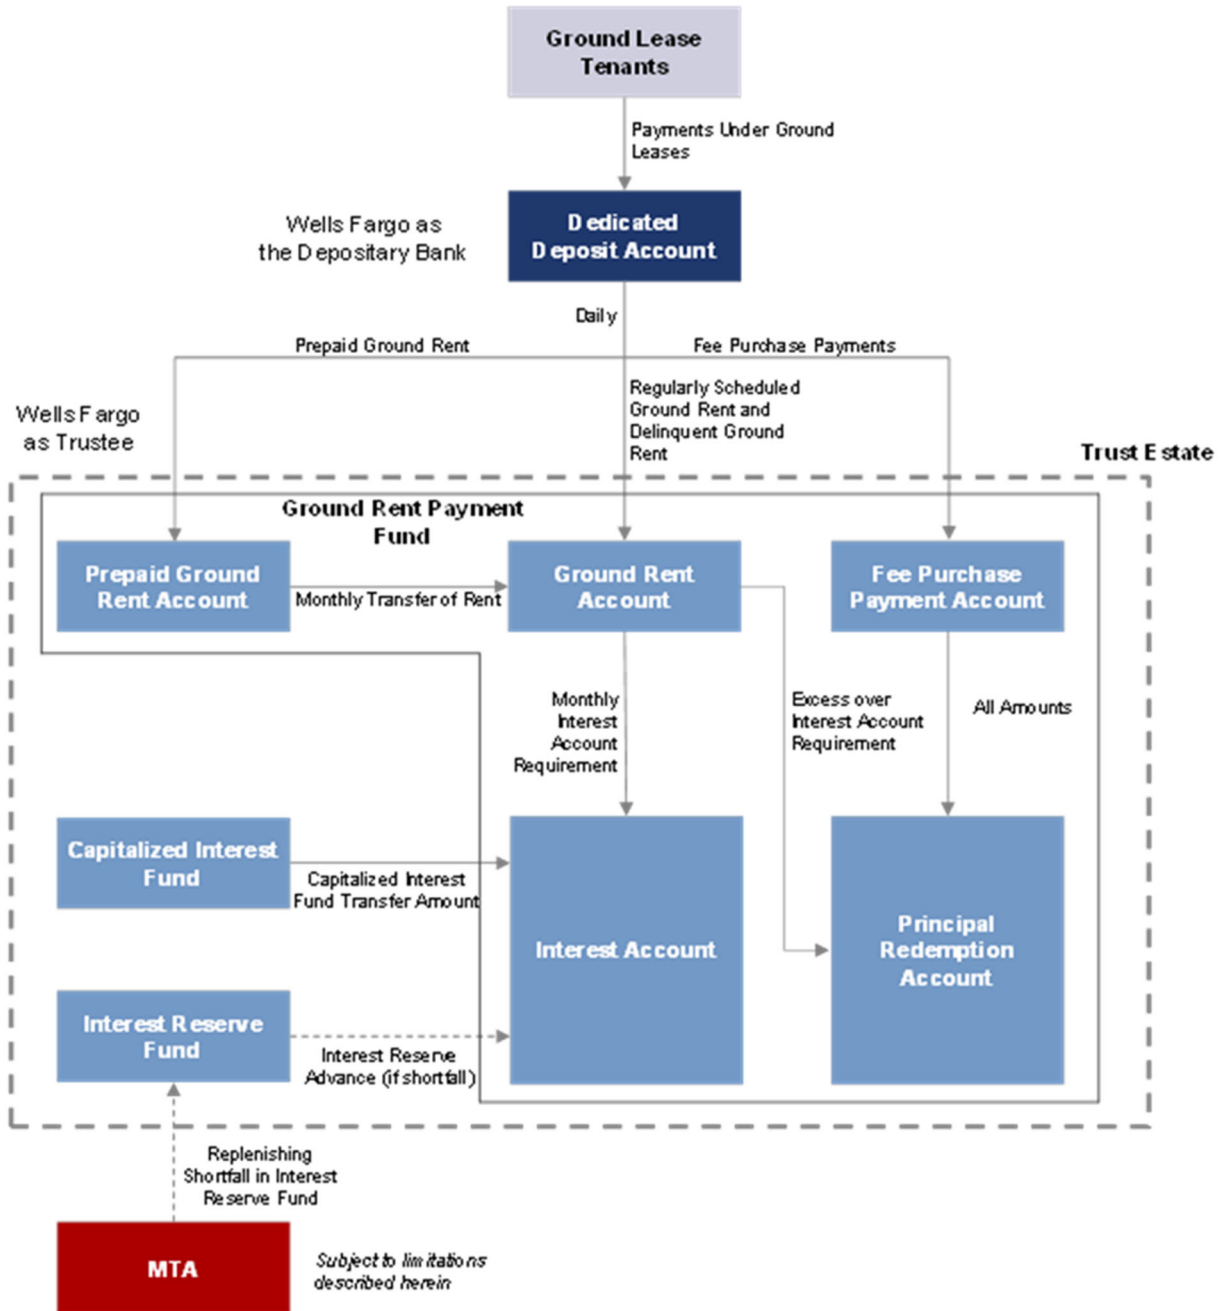 Ground Lease
Tenants
Payments Under Ground
Leases
Wells Fargo as
the Depositary Bank
Dedicated
Deposit Account
Daily
Prepaid Ground Rent
Fee Purchase Payments
Regularly Scheduled
Ground Rent and
Delinquent Ground
Rent
Wells Fargo
as Trustee
Trust Estate
Ground Rent Payment
Fund
Prepaid Ground
Rent Account
Monthly Transfer of Rent
Ground Rent
Account
Fee Purchase
Payment Account
Monthly
Interest
Account
Requirement
Excess over
Interest Account
Requirement
All Amounts
Capitalized Interest
Fund
Capitalized Interest
Fund Transfer Amount
Interest Account
Principal
Redemption
Account
Interest Reserve
Fund
Interest Reserve
Advance (if shortfall)
Replenishing
Shortfall in Interest
Reserve Fund
MTA
Subject to limitations
described herein